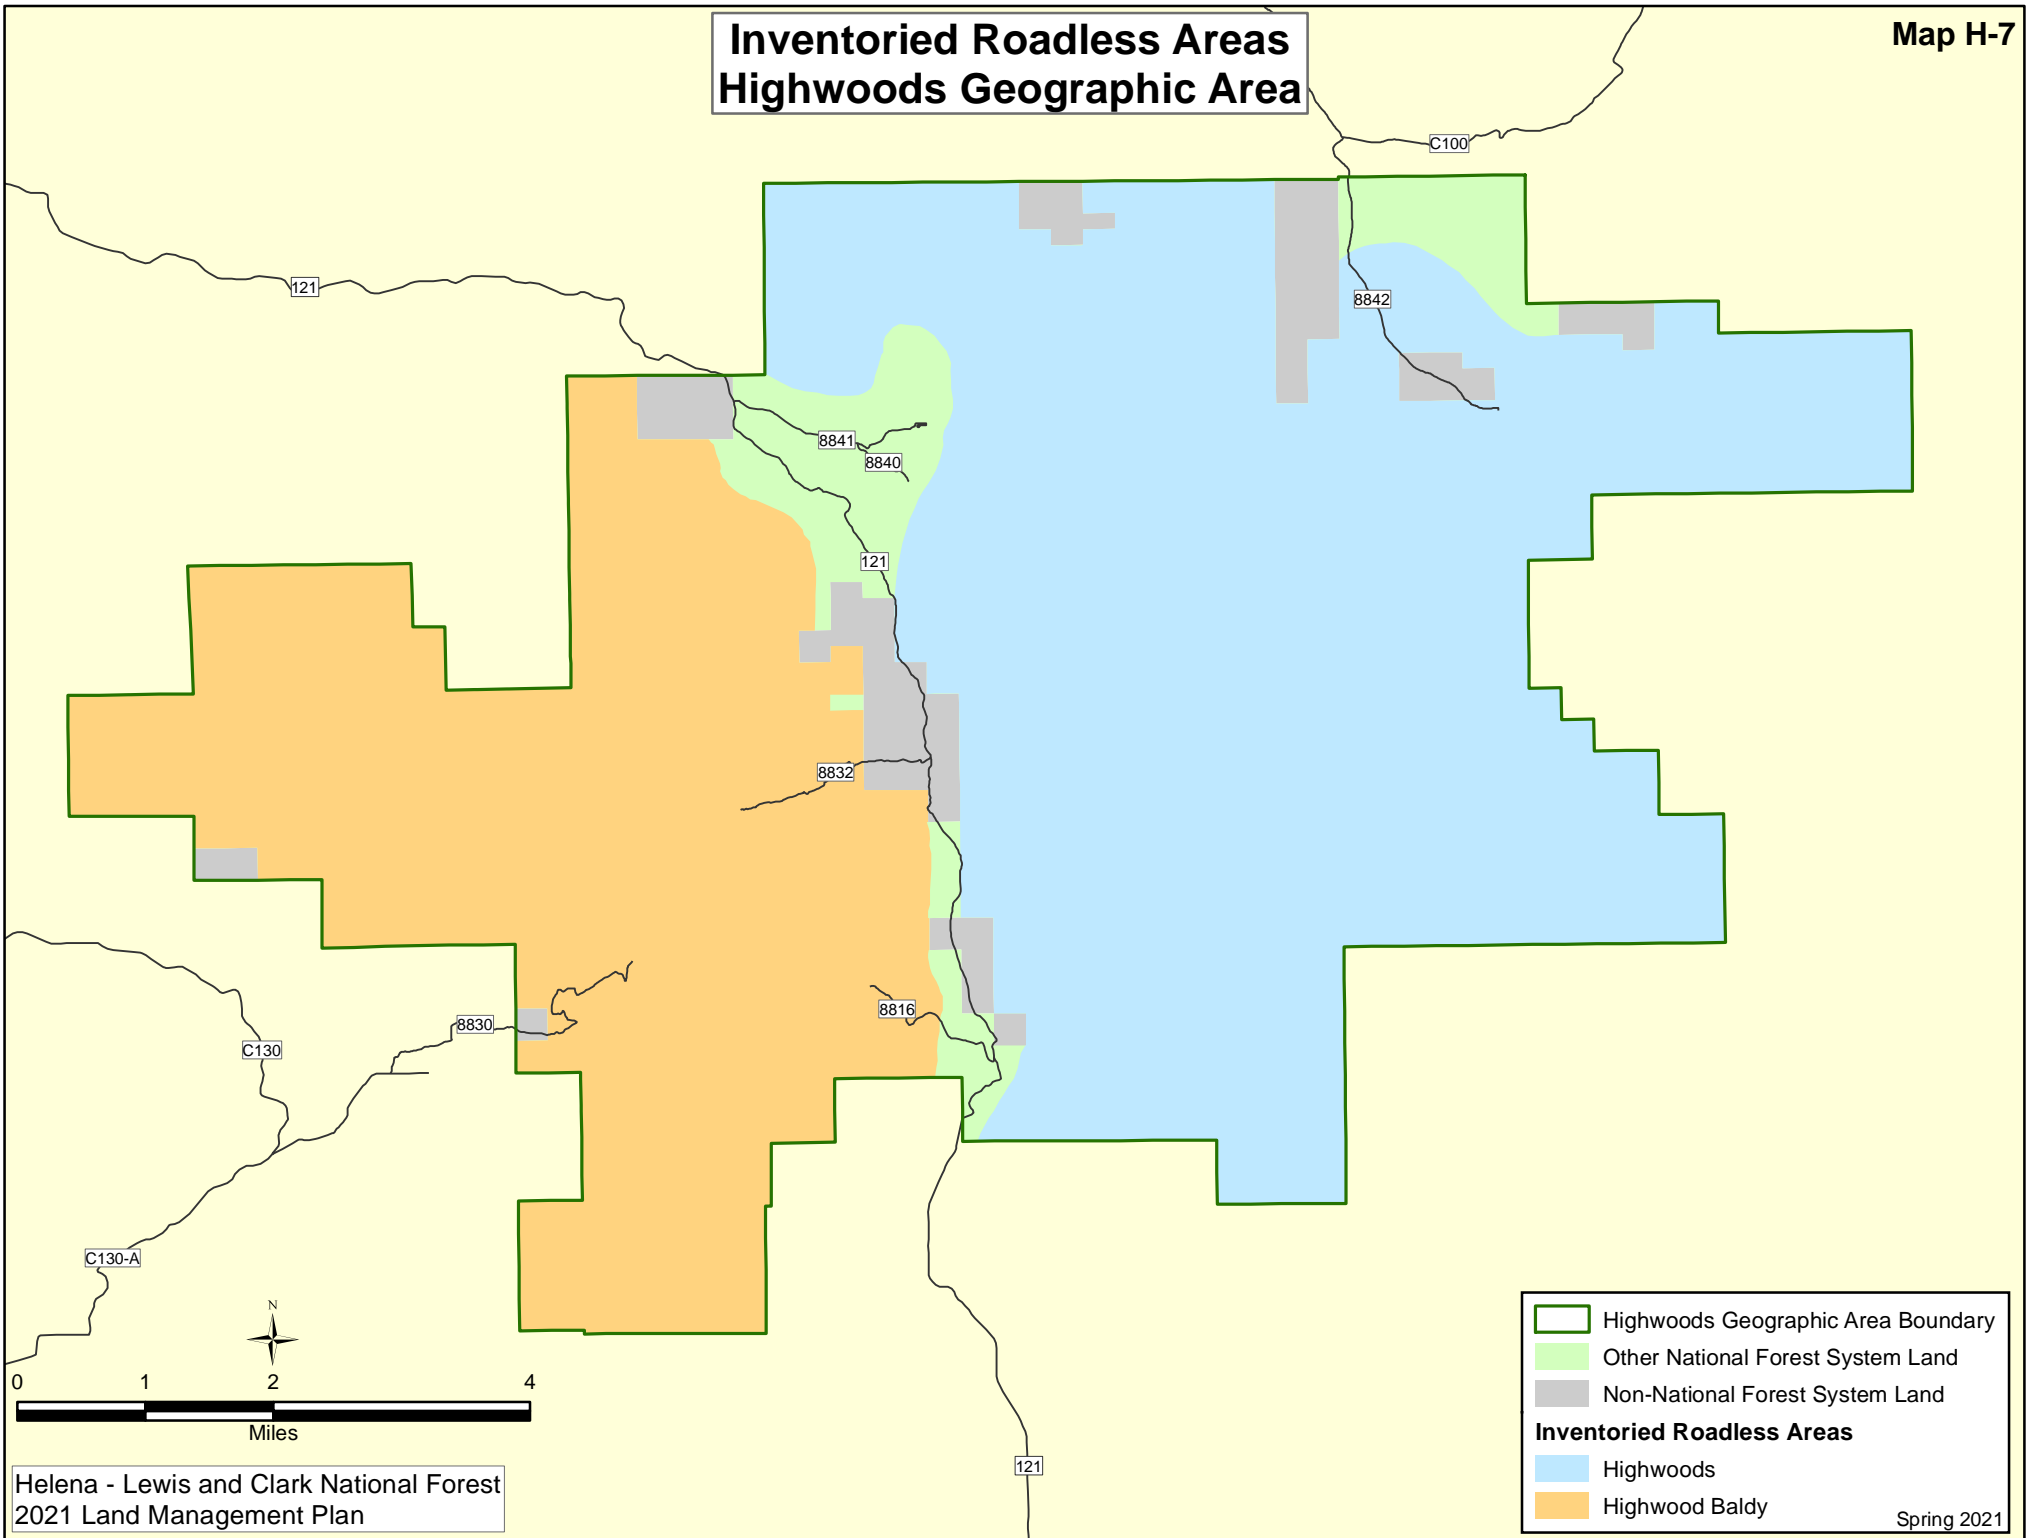 Inventoried Roadless Areas
Highwoods Geographic Area
Map H-7
C100
121
8842
8841
8840
121
8832
8816
8830
C130
C130-A
121
N
0 1 2 4
Miles
Helena - Lewis and Clark National Forest
2021 Land Management Plan
Highwoods Geographic Area Boundary
Other National Forest System Land
Non-National Forest System Land
Inventoried Roadless Areas
Highwoods
Highwood Baldy
Spring 2021